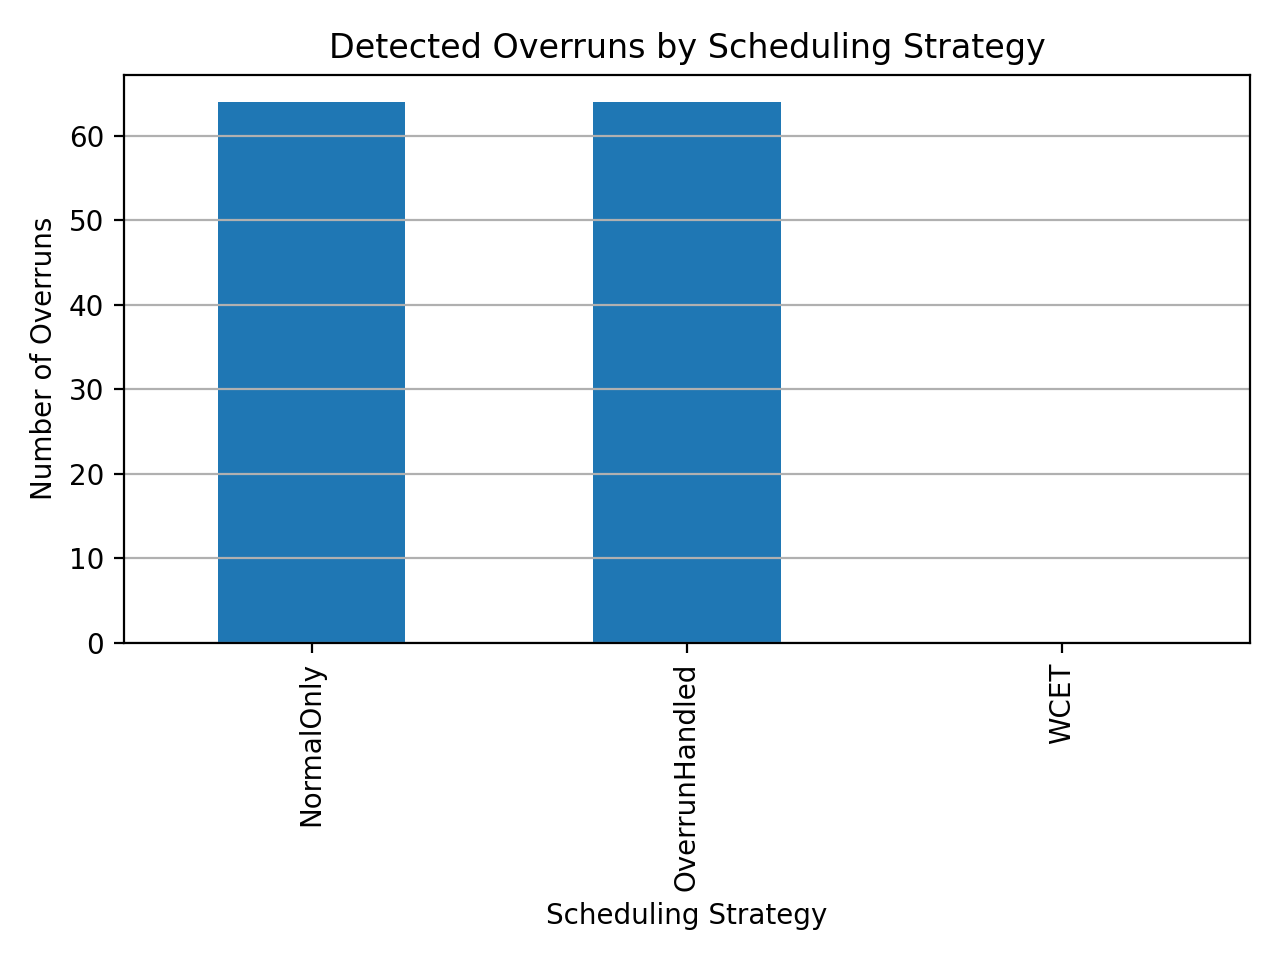 Detected Overruns by Scheduling Strategy
Number of Overruns
60
50
40
30
20
10
0
NormalOnly
OverrunHandled
WCET
Scheduling Strategy